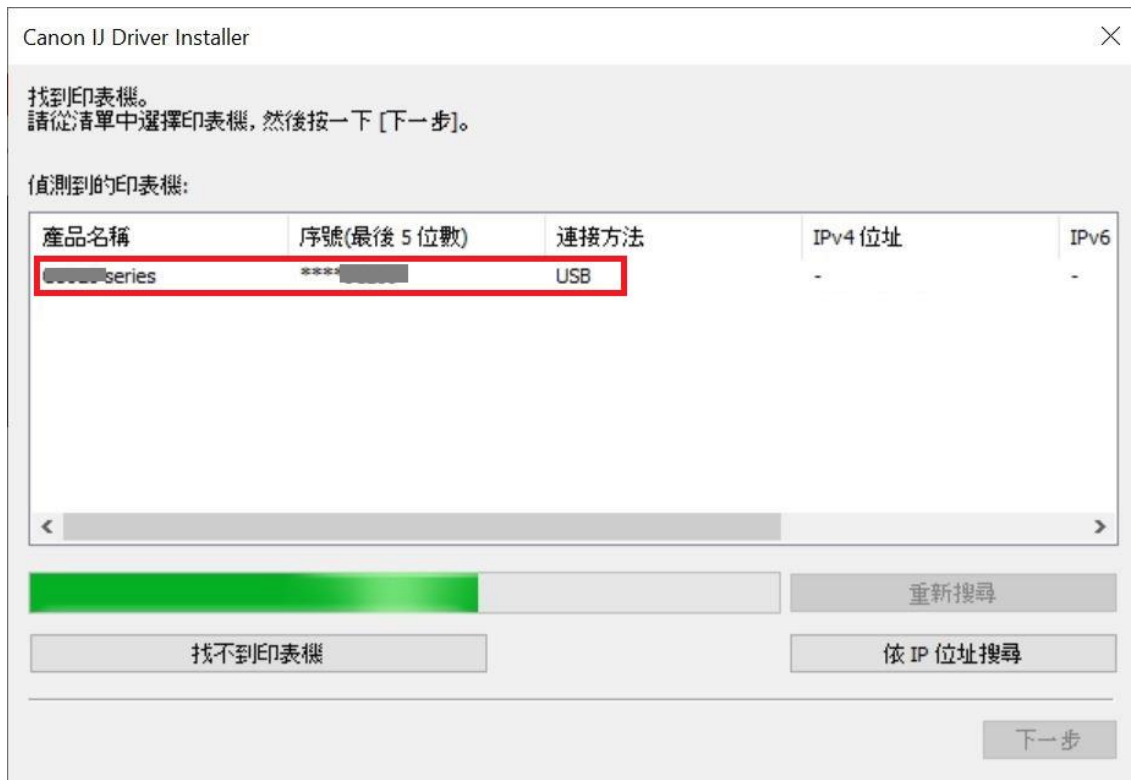 Canon IJ Driver Installer
找到印表機。
請從清單中選擇印表機, 然後按一下 [下一步]。
偵測到的印表機:
產品名稱 序號(最後 5 位數) 連接方法 IPv4 位址 IPv6
series **** USB - -
重新搜尋
找不到印表機 依 IP 位址搜尋
下一步